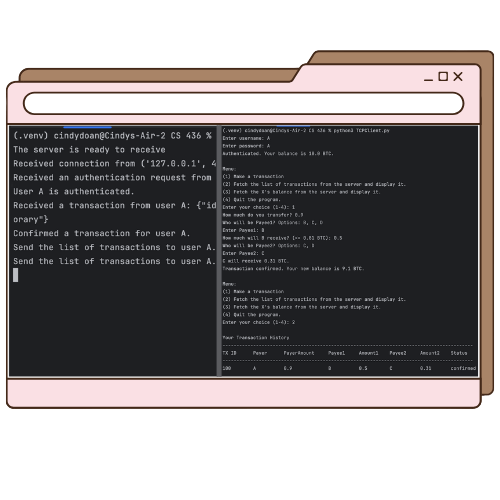 (.venv) cindydoan@Cindys-Air-2 CS 436 %
The server is ready to receive
Received connection from ('127.0.0.1', 4
Received an authentication request from
User A is authenticated.
Received a transaction from user A: {"id
orary"}
Confirmed a transaction for user A.
Send the list of transactions to user A.
Send the list of transactions to user A.
(.venv) cindydoan@Cindys-Air-2 CS 436 % python3 TCPClient.py
Enter username: A
Enter password: A
Authenticated. Your balance is 10.0 BTC.
Menu:
(1) Make a transaction
(2) Fetch the list of transactions from the server and display it.
(3) Fetch the A's balance from the server and display it.
(4) Quit the program.
Enter your choice (1-4): 1
How much do you transfer? 0.9
Who will be Payee1? Options: B, C, D
Enter Payee1: B
How much will B receive? (>= 0.01 BTC): 0.5
Who will be Payee2? Options: C, D
Enter Payee2: C
C will receive 0.31 BTC.
Transaction confirmed. Your new balance is 9.1 BTC.
Menu:
(1) Make a transaction
(2) Fetch the list of transactions from the server and display it.
(3) Fetch the A's balance from the server and display it.
(4) Quit the program.
Enter your choice (1-4): 2
Your Transaction History
TX ID Payer PayerAmount Payee1 Amount1 Payee2 Amount2 Status
100 A 0.9 B 0.5 C 0.31 confirmed